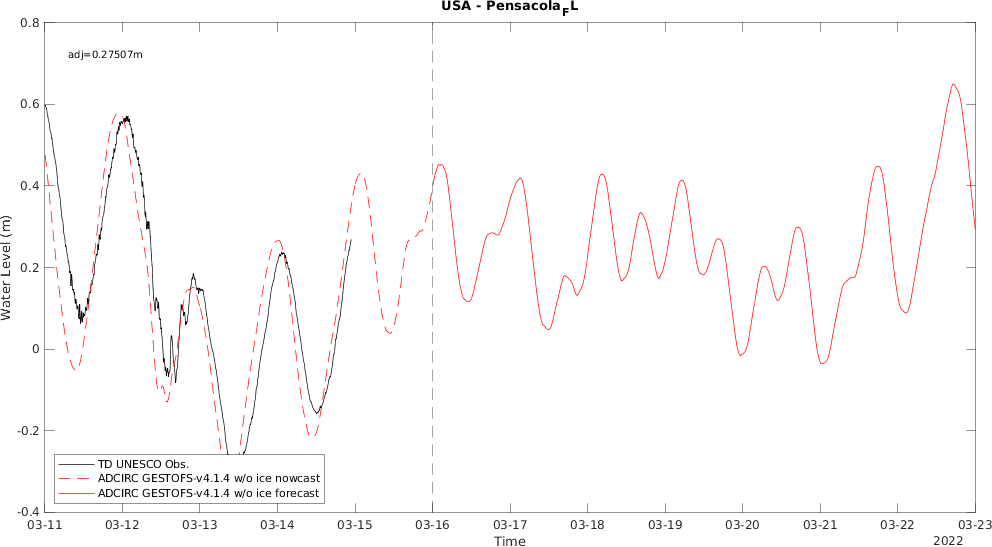 USA - Pensacola_FL
adj=0.27507m
0.8
0.6
0.4
0.2
0
-0.2
-0.4
Water Level (m)
TD UNESCO Obs.
ADCIRC GESTOFS-v4.1.4 w/o ice nowcast
ADCIRC GESTOFS-v4.1.4 w/o ice forecast
03-11 03-12 03-13 03-14 03-15 03-16 03-17 03-18 03-19 03-20 03-21 03-22 03-23
Time
2022